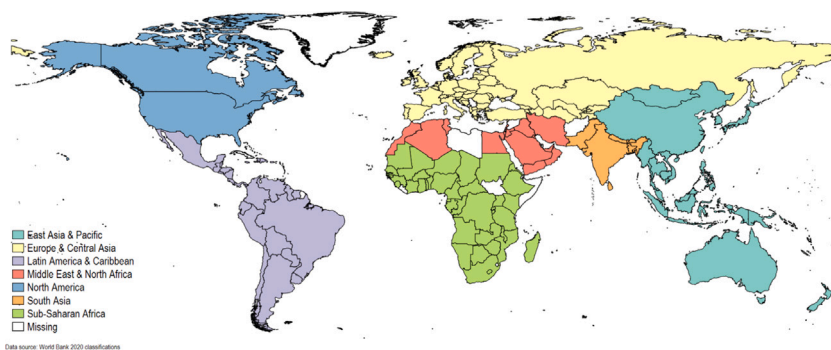 East Asia & Pacific
Europe & Central Asia
Latin America & Caribbean
Middle East & North Africa
North America
South Asia
Sub-Saharan Africa
Missing
Data source: World Bank 2020 classifications